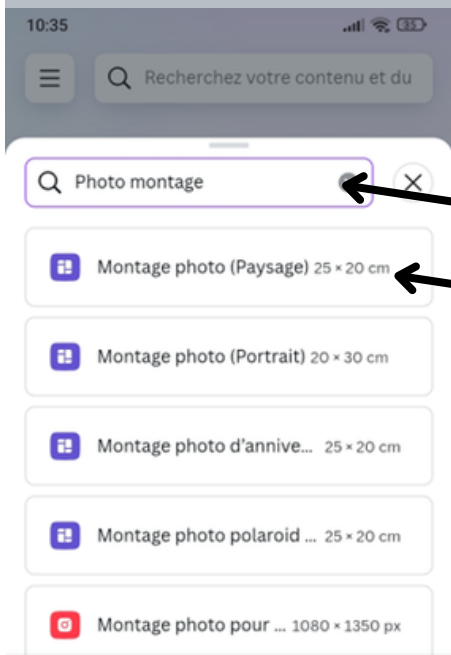 10:35
35
Recherchez votre contenu et du
Photo montage
Montage photo (Paysage) 25 × 20 cm
Montage photo (Portrait) 20 × 30 cm
Montage photo d'annive... 25 × 20 cm
Montage photo polaroid ... 25 × 20 cm
Montage photo pour ... 1080 × 1350 px